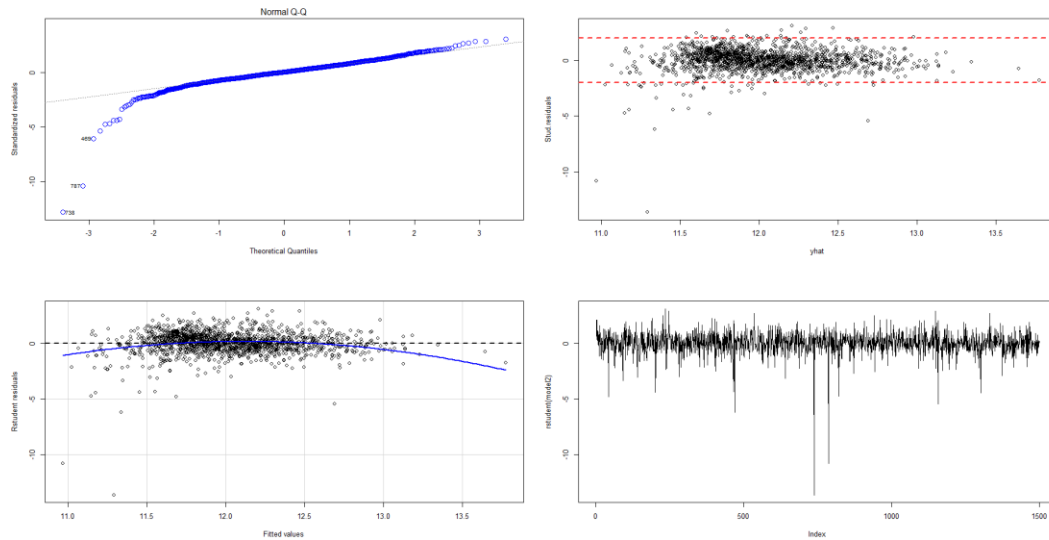 Normal Q-Q
Standardized residuals
0
-5
-10
469
787
738
-3 -2 -1 0 1 2 3
Theoretical Quantiles
Stud.residuals
0
-5
-10
11.0 11.5 12.0 12.5 13.0 13.5
yhat
Rstudent residuals
0
-5
-10
11.0 11.5 12.0 12.5 13.0 13.5
Fitted values
rstudent(model2)
0
-5
-10
0 500 1000 1500
Index